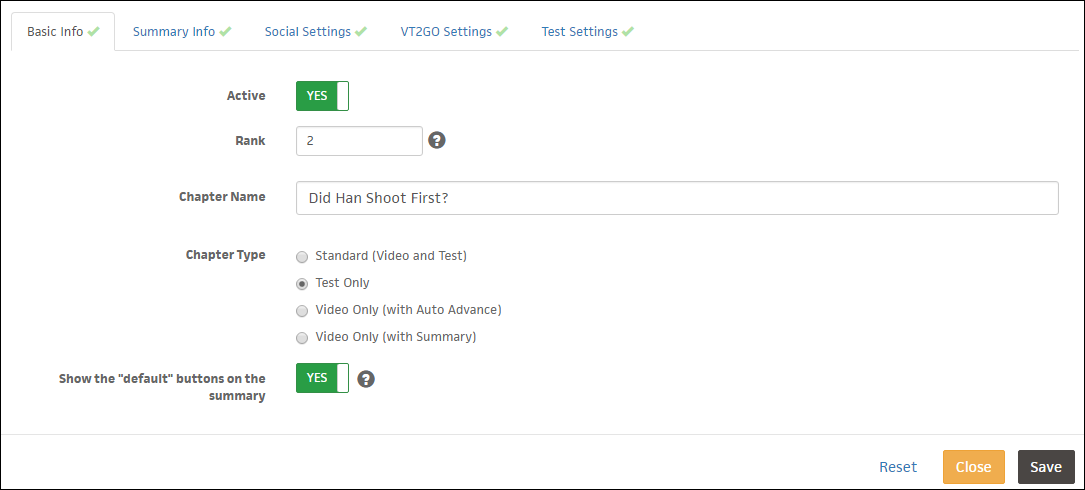 Basic Info Summary Info Social Settings VT2GO Settings Test Settings
Active YES
Rank 2 ?
Chapter Name Did Han Shoot First?
Chapter Type Standard (Video and Test)
Test Only
Video Only (with Auto Advance)
Video Only (with Summary)
Show the "default" buttons on the YES ?
summary
Reset Close Save